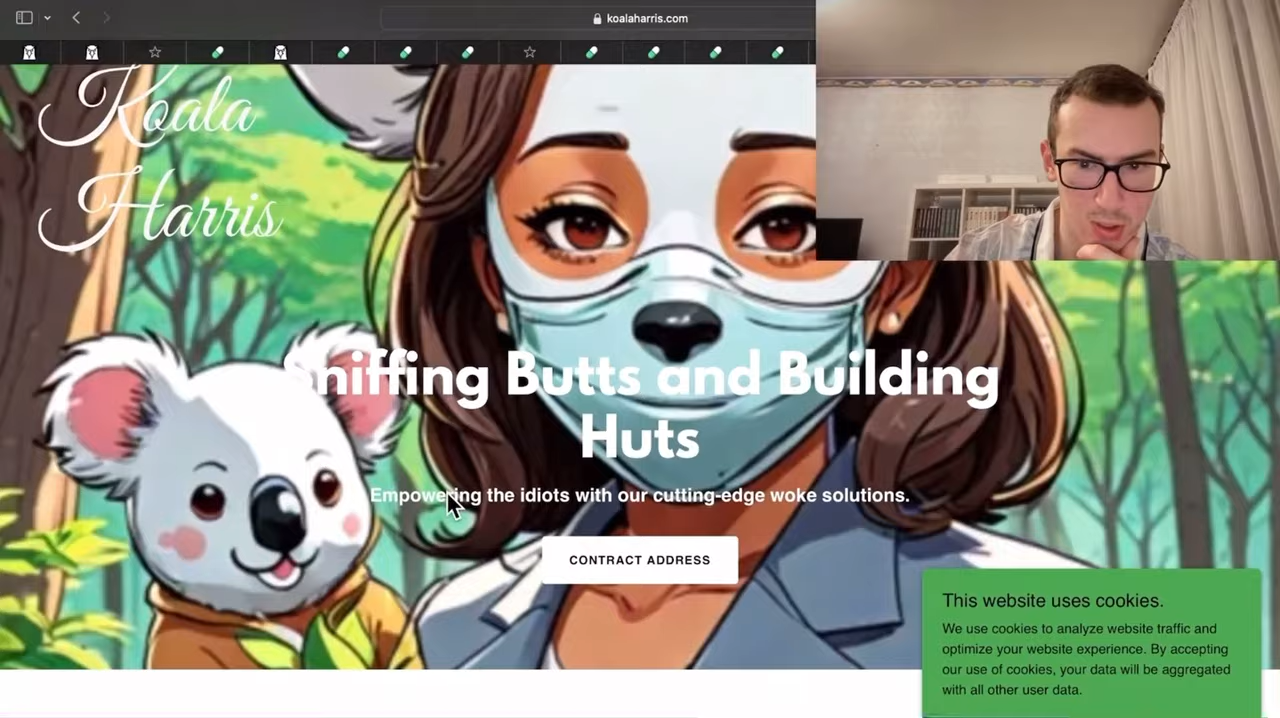 koalaharris.com
Koala
Harris
Sniffing Butts and Building
Huts
Empowering the idiots with our cutting-edge woke solutions.
CONTRACT ADDRESS
This website uses cookies.
We use cookies to analyze website traffic and
optimize your website experience. By accepting
our use of cookies, your data will be aggregated
with all other user data.